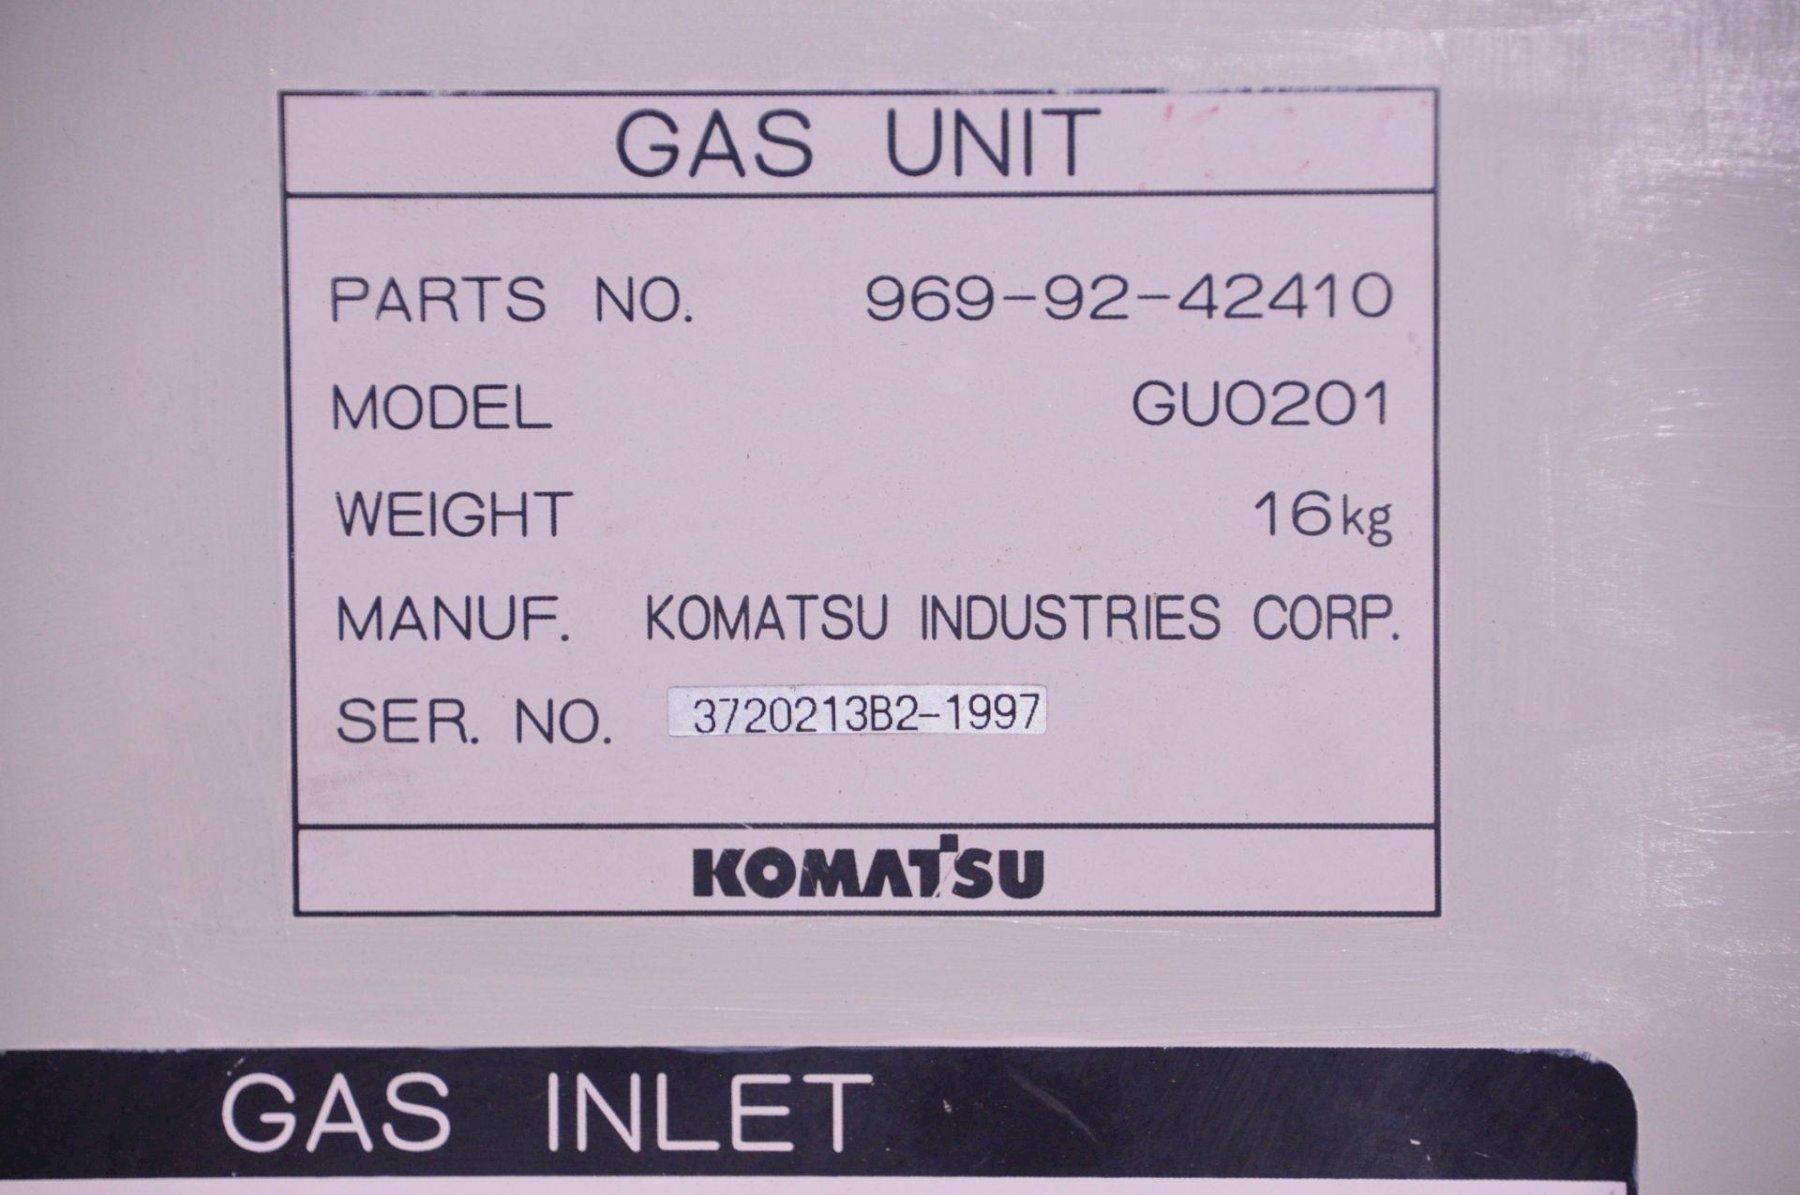 GAS UNIT
PARTS NO. 969-92-42410
MODEL GU0201
WEIGHT 16kg
MANUF. KOMATSU INDUSTRIES CORP.
SER. NO. 3720213B2-1997
KOMATSU
GAS INLET